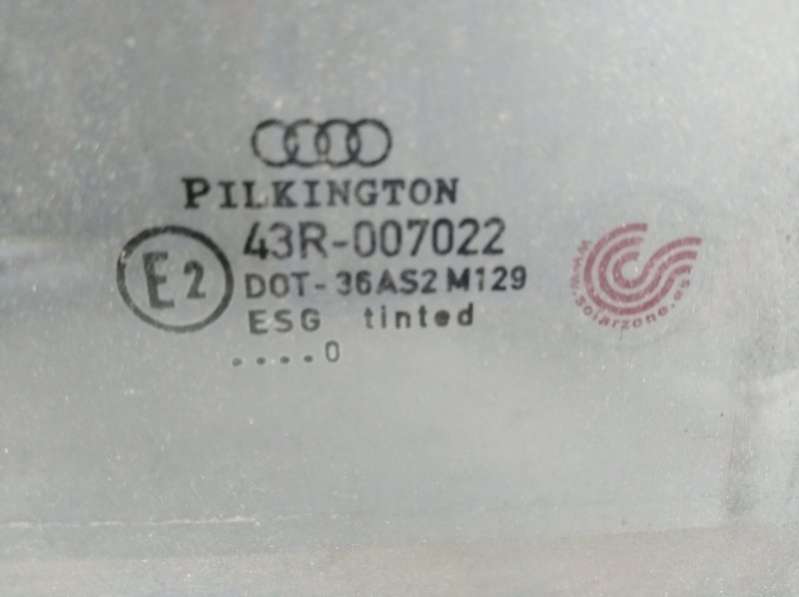 PILKINGTON
43R-007022
E2
DOT-36AS2 M129
ESG tinted
....0
www.solarzone.es